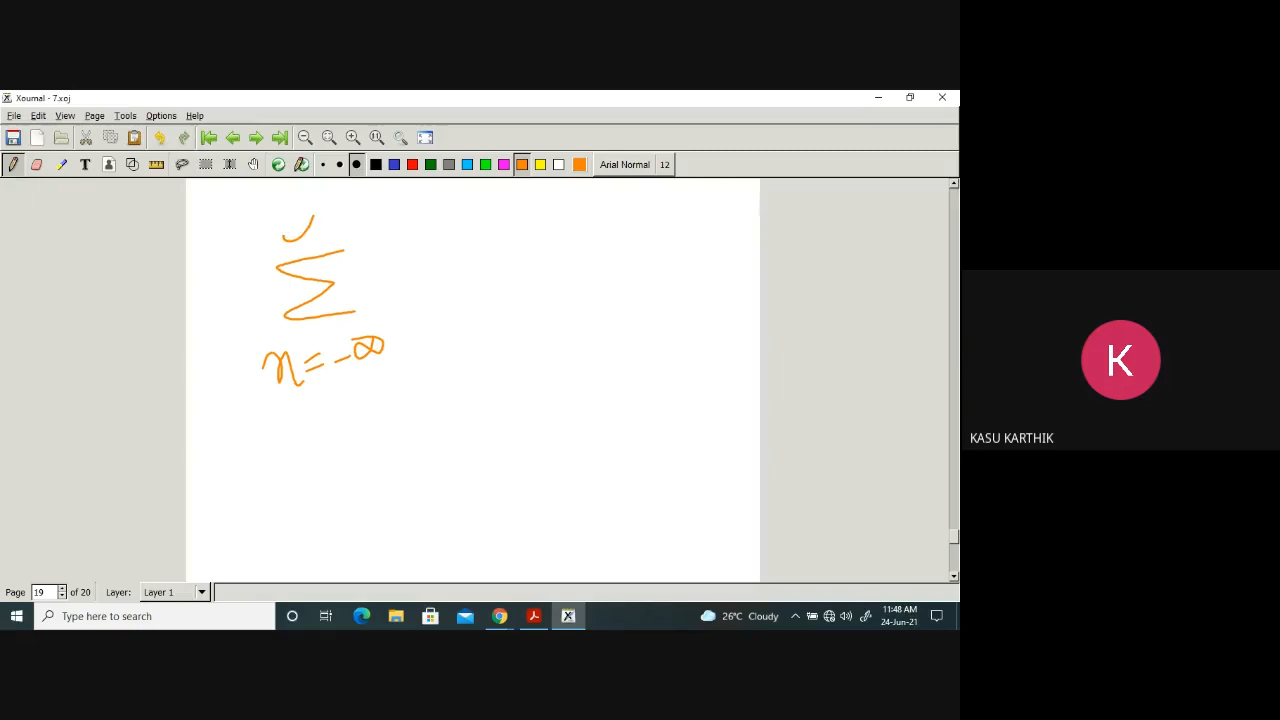 Xournal - 7.xoj
File Edit View Page Tools Options Help
T Arial Normal 12
∑
n = -∞
K
KASU KARTHIK
Page 19 of 20 Layer: Layer 1
Type here to search 26°C Cloudy 11:48 AM
24-Jun-21